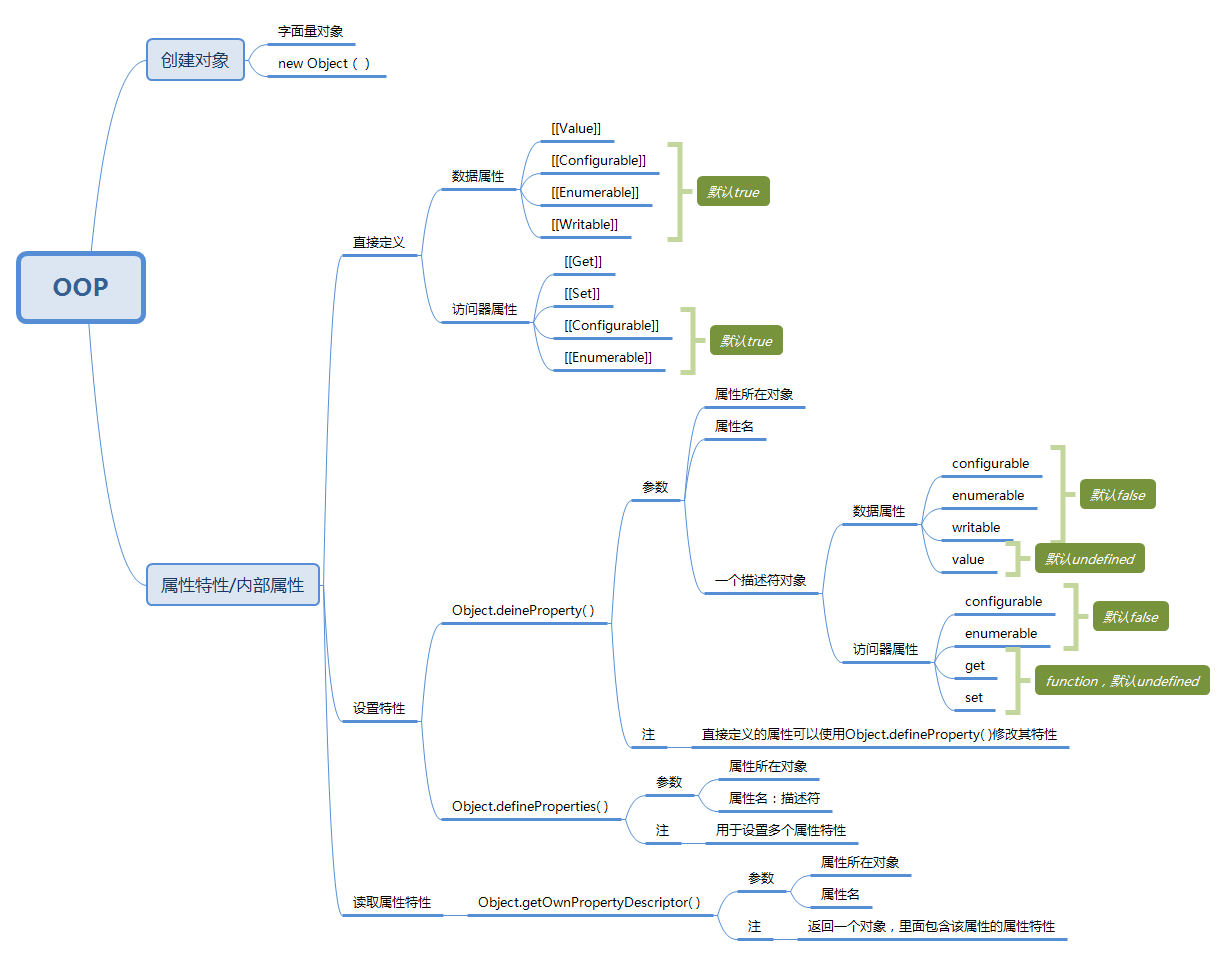 OOP
创建对象
字面量对象
new Object（ ）
属性特性/内部属性
直接定义
数据属性
[[Value]]
[[Configurable]]
[[Enumerable]]
[[Writable]]
默认true
访问器属性
[[Get]]
[[Set]]
[[Configurable]]
[[Enumerable]]
默认true
设置特性
Object.deineProperty( )
参数
属性所在对象
属性名
一个描述符对象
数据属性
configurable
enumerable
writable
默认false
value
默认undefined
访问器属性
configurable
enumerable
默认false
get
set
function，默认undefined
注
直接定义的属性可以使用Object.defineProperty( )修改其特性
Object.defineProperties( )
参数
属性所在对象
属性名：描述符
注
用于设置多个属性特性
读取属性特性
Object.getOwnPropertyDescriptor( )
参数
属性所在对象
属性名
注
返回一个对象，里面包含该属性的属性特性